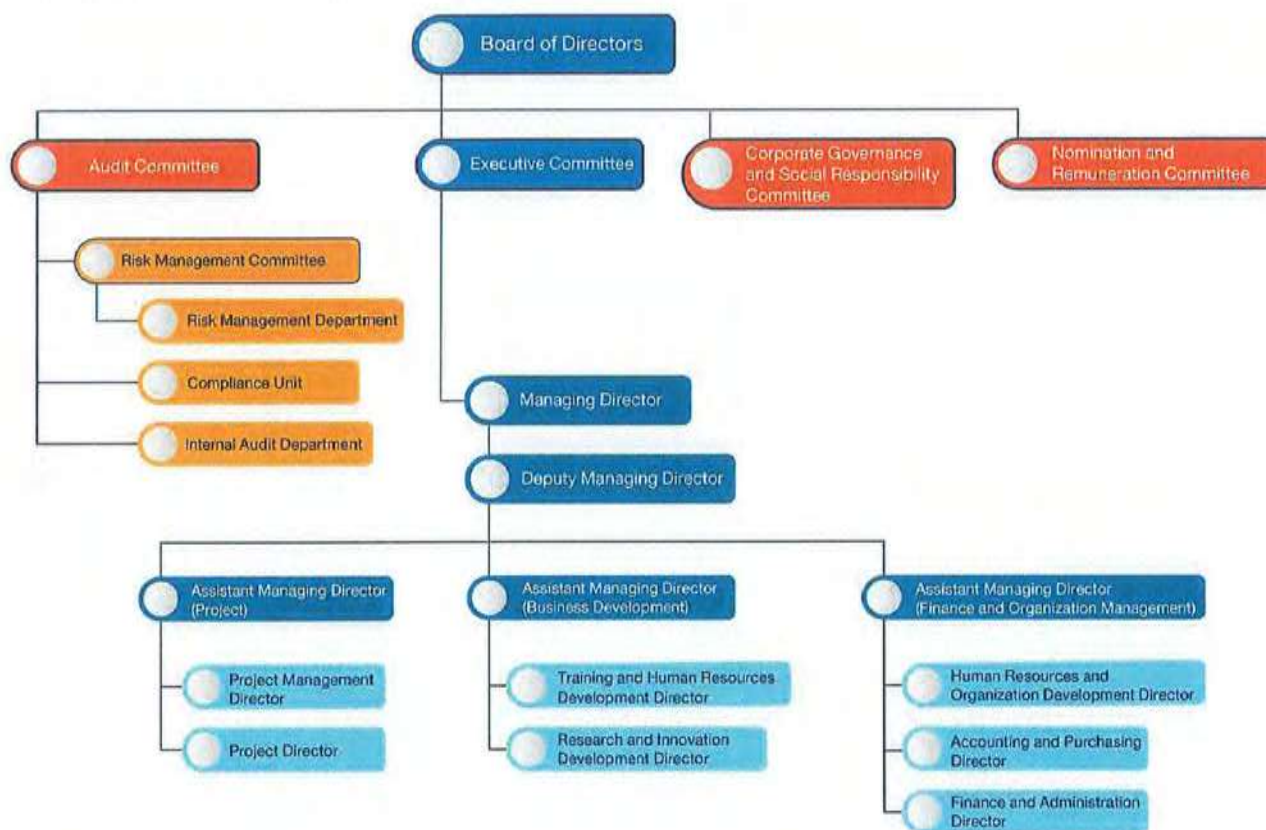 Board of Directors
Audit Committee
Executive Committee
Corporate Governance
and Social Responsibility
Committee
Nomination and
Remuneration Committee
Risk Management Committee
Risk Management Department
Compliance Unit
Internal Audit Department
Managing Director
Deputy Managing Director
Assistant Managing Director
(Project)
Assistant Managing Director
(Business Development)
Assistant Managing Director
(Finance and Organization Management)
Project Management
Director
Project Director
Training and Human Resources
Development Director
Research and Innovation
Development Director
Human Resources and
Organization Development Director
Accounting and Purchasing
Director
Finance and Administration
Director